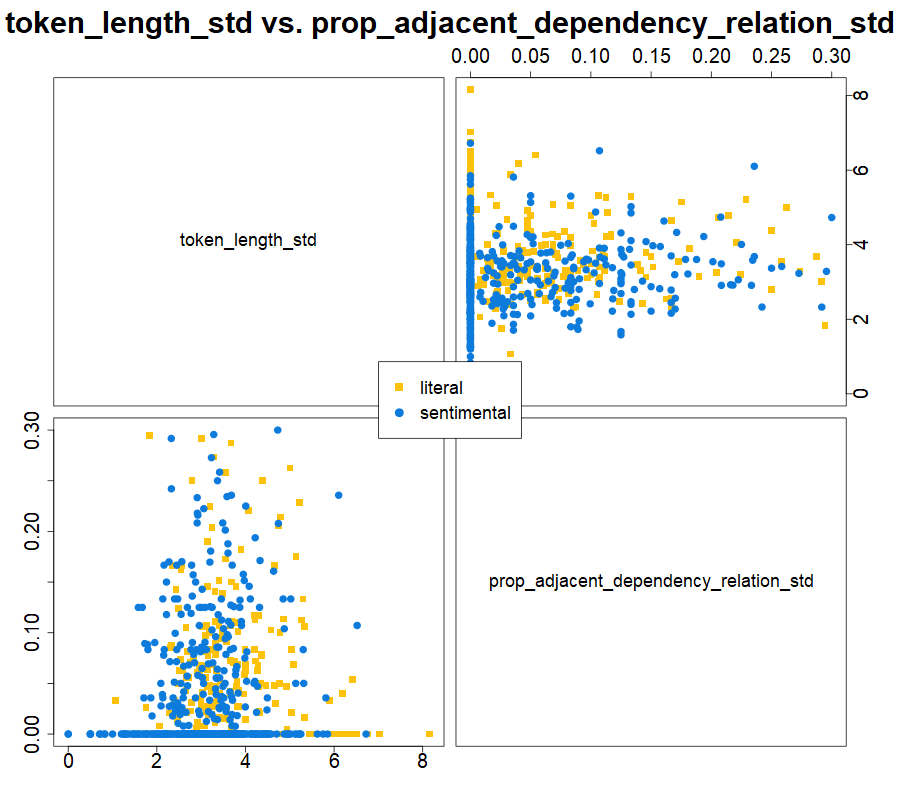 token_length_std vs. prop_adjacent_dependency_relation_std
0.00 0.05 0.10 0.15 0.20 0.25 0.30
token_length_std
8
6
4
2
0
literal
sentimental
0.30
0.20
0.10
0.00
prop_adjacent_dependency_relation_std
0 2 4 6 8